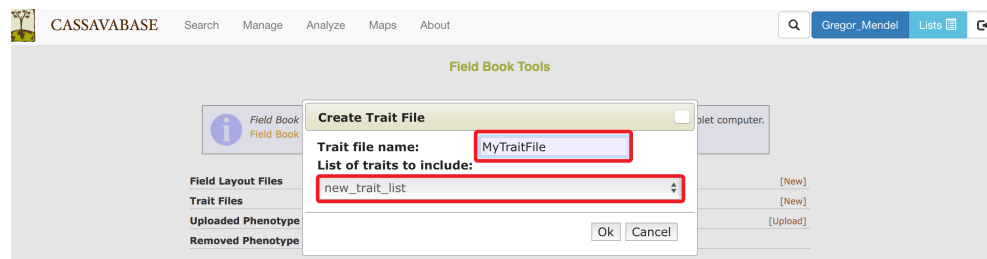 CASSAVABASE Search Manage Analyze Maps About Gregor_Mendel Lists
Field Book Tools
Field Book
plet computer.
Field Book
Create Trait File
Trait file name: MyTraitFile
List of traits to include:
new_trait_list
Ok Cancel
Field Layout Files [New]
Trait Files [New]
Uploaded Phenotype [Upload]
Removed Phenotype